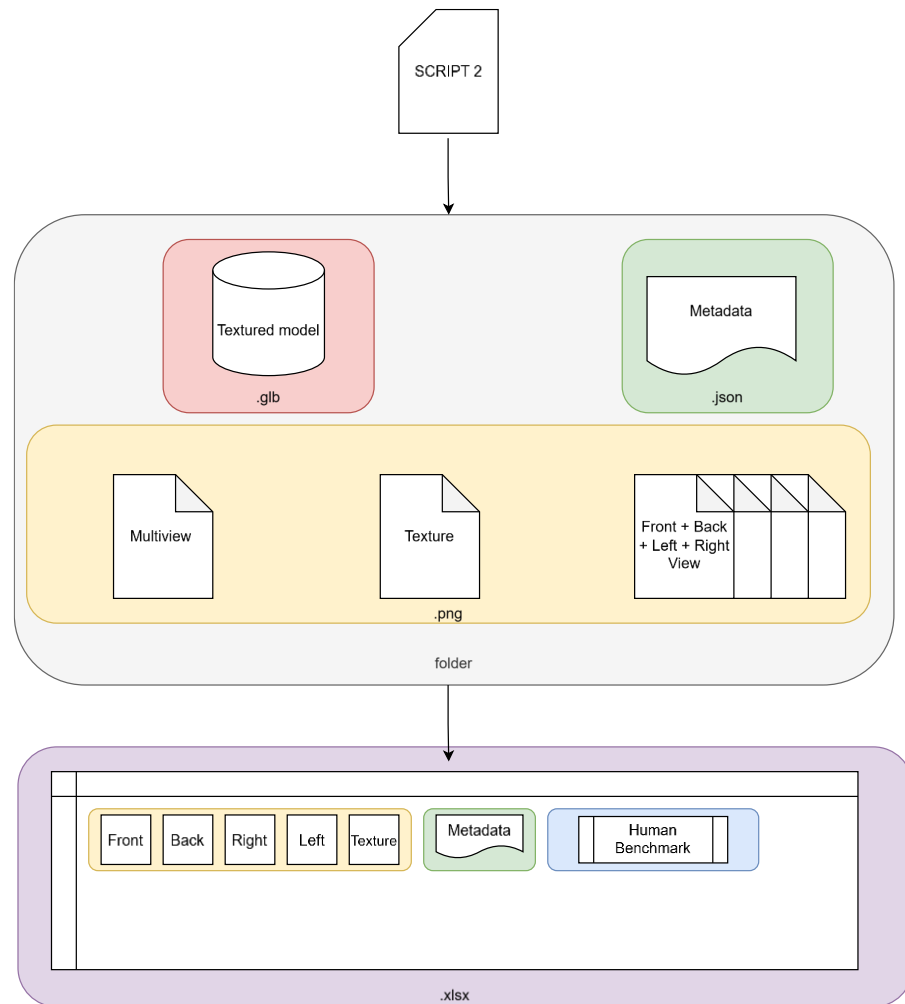 SCRIPT 2
Textured model
.glb
Metadata
.json
Multiview
Texture
Front + Back
+ Left + Right
View
.png
folder
Front
Back
Right
Left
Texture
Metadata
Human
Benchmark
.xlsx